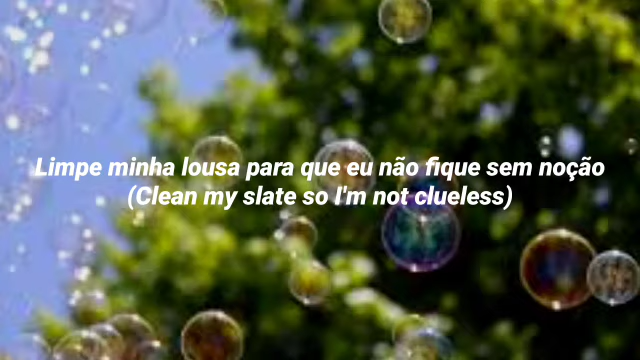 Limpe minha lousa para que eu não fique sem noção
(Clean my slate so I'm not clueless)